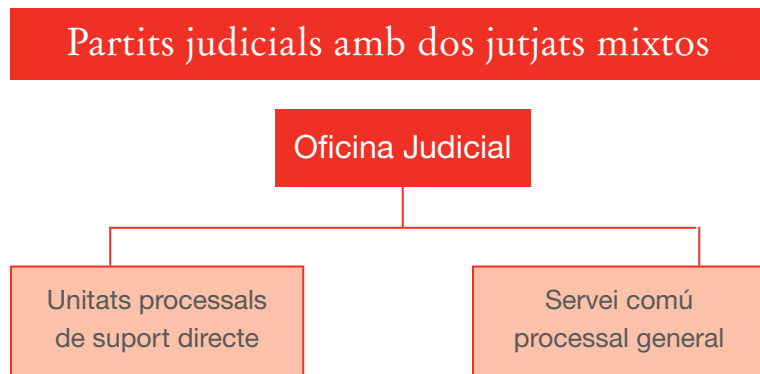 Partits judicials amb dos jutjats mixtos
Oficina Judicial
Unitats processals
de suport directe
Servei comú
processal general